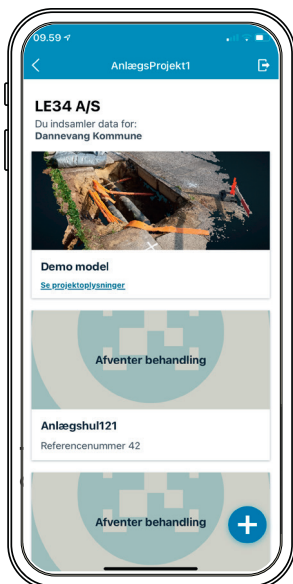 09.59
AnlægsProjekt1
LE34 A/S
Du indsamler data for:
Dannevang Kommune
Demo model
Se projektoplysninger
Afventer behandling
Anlægshul121
Referencenummer 42
Afventer behandling